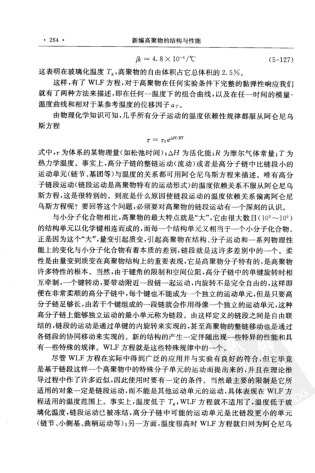 · 264 ·
新编高聚物的结构与性能
βf = 4.8×10⁻⁴/℃ (5-127)
这表明在玻璃化温度 Tg,高聚物的自由体积占它总体积的 2.5%。
这样,有了 WLF 方程,对于高聚物在任何实验条件下完整的黏弹性响应我们
就有了两种方法来描述,即在任何一温度下的组合曲线,以及在任一时间的模量-
温度曲线和相对于某参考温度的位移因子 aT。
由物理化学知识可知,几乎所有分子运动的温度依赖性规律都服从阿仑尼乌
斯方程
τ = τ₀e^ΔH/RT
式中,τ 为体系的某物理量(如松弛时间);ΔH 为活化能;R 为摩尔气体常量;T 为
热力学温度。事实上,高分子链的整链运动(流动)或者是高分子链中比链段小的
运动单元(链节、基团等)与温度的关系都可用阿仑尼乌斯方程来描述。唯有高分
子链段运动(链段运动是高聚物特有的运动形式)的温度依赖关系不服从阿仑尼乌
斯方程,这是很特别的。到底是什么原因使链段运动的温度依赖关系偏离阿仑尼
乌斯方程呢?要回答这个问题,必须要对高聚物的链段运动有一个深刻的认识。
与小分子化合物相比,高聚物的最大特点就是“大”,它由很大数目(10³~10⁵)
的结构单元以化学键相连而成的,而每一个结构单元又相当于一个小分子化合物。
正是因为这个“大”,量变引起质变,引起高聚物在结构、分子运动和一系列物理性
能上的变化与小分子化合物有着本质的差别,链段就是这许多差别中的一个。柔
性是由量变到质变在高聚物结构上的一个重要表现,它是高聚物分子特有的,是高聚物
许多特性的根本。当然,由于键角的限制和空间位阻,高分子链中的单键旋转时相
互牵制,一个键转动,要带动附近一段链一起运动,内旋转不是完全自由的,这样即
便在非常柔顺的高分子链中,每个键也不能成为一个独立的运动单元,但是只要高
分子链足够长,由若干个键组成的一段链就会作用得像一个独立的运动单元,这种
高分子链上能够独立运动的最小单元称为链段。由这样定义的链段之间是自由联
结的,链段的运动是通过单键的内旋转来实现的,甚至高聚物的整链移动也是通过
各链段的协同移动来实现的。新的结构的产生一定伴随出现一些特异的性能和具
有一些特殊的规律。WLF 方程就是这些特殊规律中的一个。
尽管 WLF 方程在实际中得到广泛的应用并与实验有良好的符合,但它毕竟
是基于链段这样一个高聚物中的特殊分子单元的运动而提出来的,并且在理论推
导过程中作了许多近似,因此使用时要有一定的条件。当然最主要的限制是它所
适用的对象一定是链段运动,而不能是其他运动单元的运动,具体表现在 WLF 方
程适用的温度范围上。事实上,温度低于 Tg,WLF 方程就不适用了,温度低于玻
璃化温度,链段运动已被冻结,高分子链中可能的运动单元是比链段更小的单元
(链节、小侧基、曲柄运动等);另一方面,温度很高时 WLF 方程就归回为阿仑尼乌